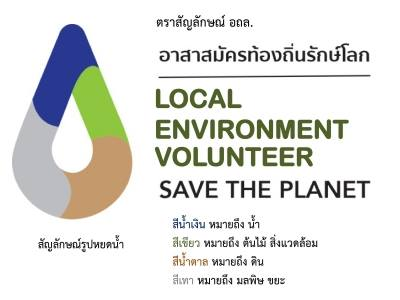 ตราสัญลักษณ์ อถล.
อาสาสมัครท้องถิ่นรักษ์โลก
LOCAL
ENVIRONMENT
VOLUNTEER
SAVE THE PLANET
สัญลักษณ์รูปหยดน้ำ
สีน้ำเงิน หมายถึง น้ำ
สีเขียว หมายถึง ต้นไม้ สิ่งแวดล้อม
สีน้ำตาล หมายถึง ดิน
สีเทา หมายถึง มลพิษ ขยะ